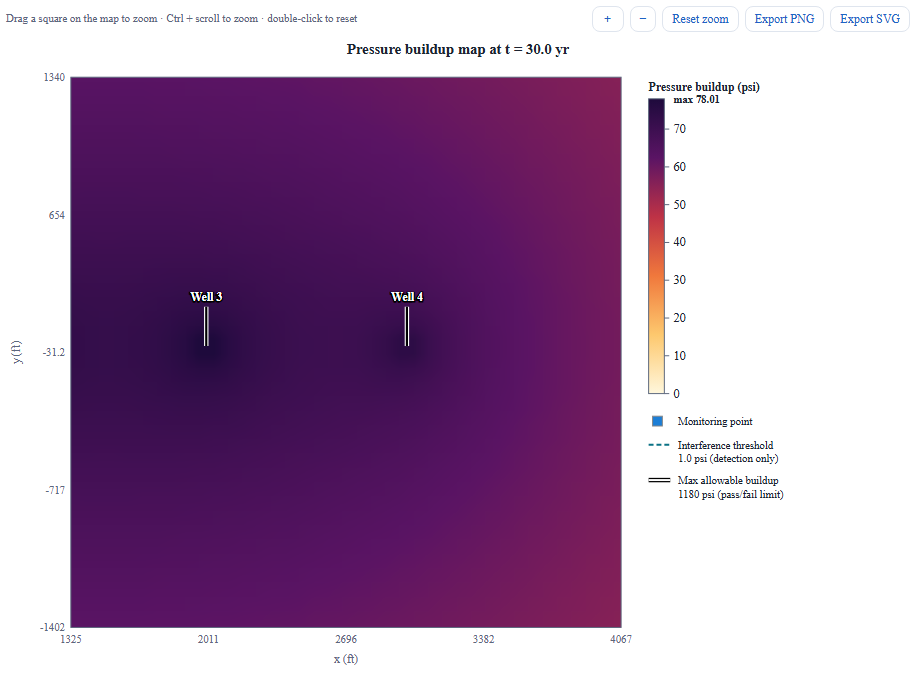 Drag a square on the map to zoom · Ctrl + scroll to zoom · double-click to reset
+
−
Reset zoom
Export PNG
Export SVG
Pressure buildup map at t = 30.0 yr
1340
654
-31.2
-717
-1402
y (ft)
Well 3
Well 4
1325
2011
2696
3382
4067
x (ft)
Pressure buildup (psi)
max 78.01
70
60
50
40
30
20
10
0
Monitoring point
Interference threshold
1.0 psi (detection only)
Max allowable buildup
1180 psi (pass/fail limit)